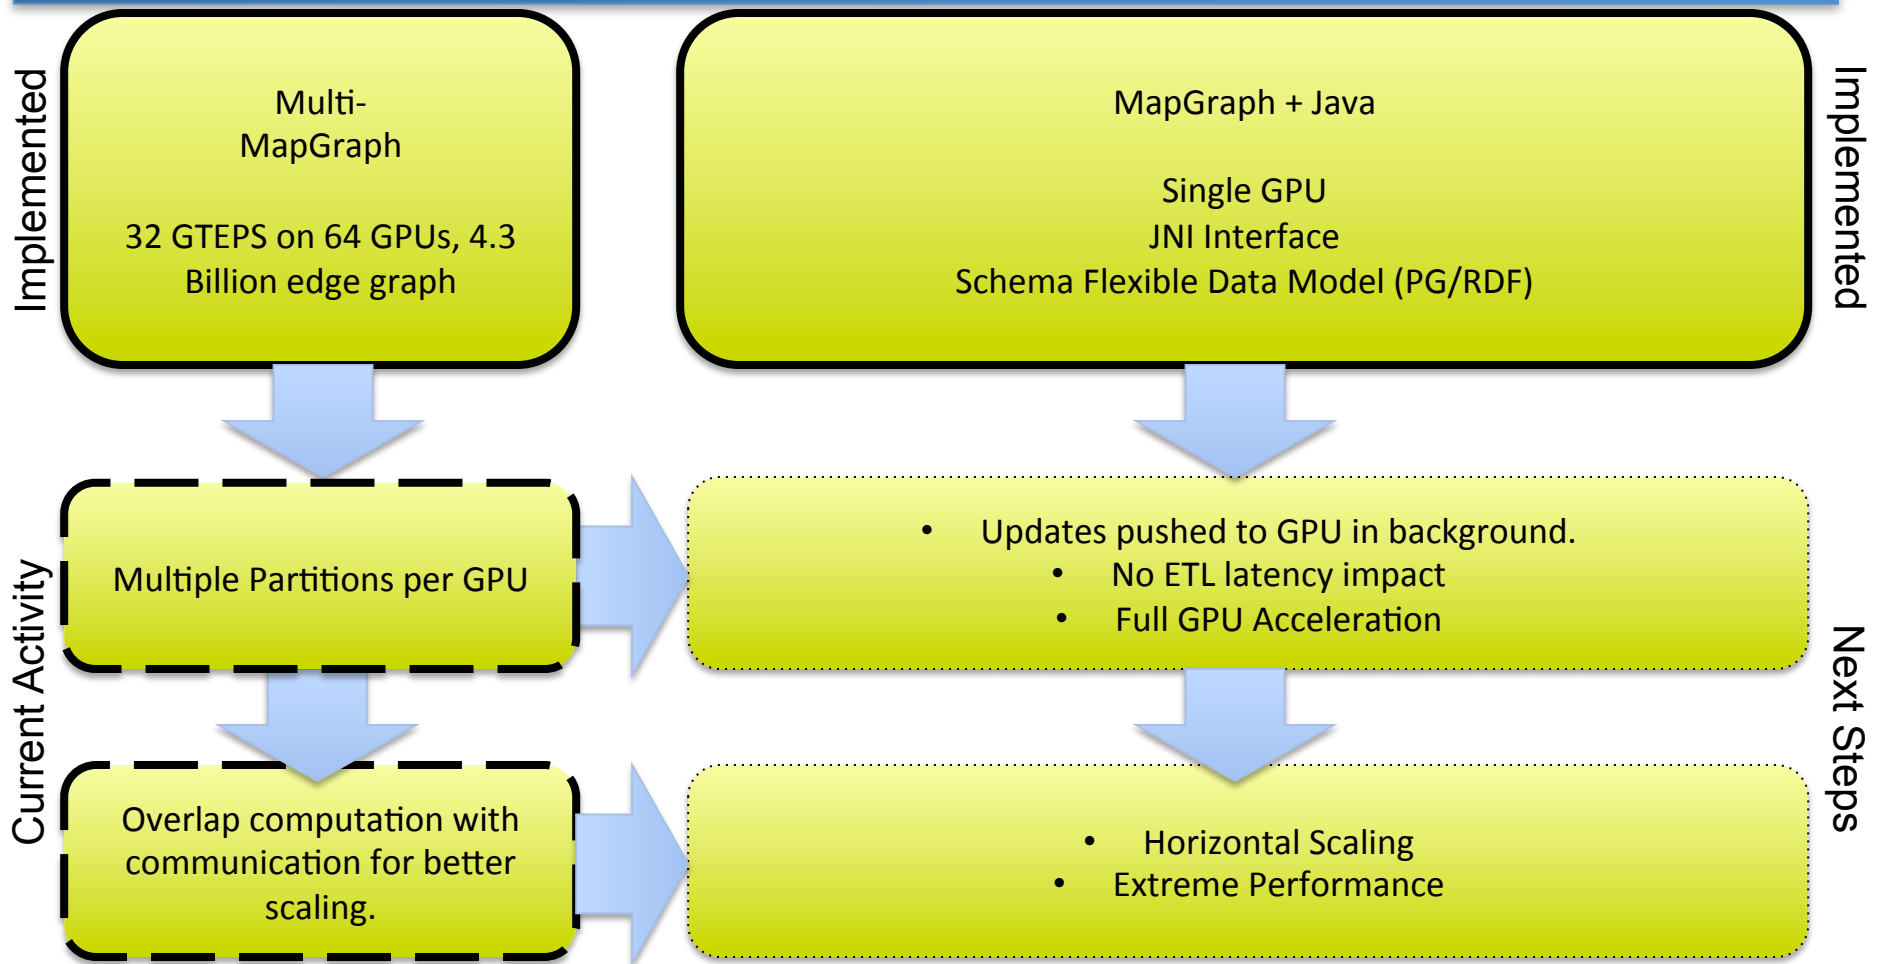 Implemented
Multi-
MapGraph
32 GTEPS on 64 GPUs, 4.3
Billion edge graph
MapGraph + Java
Single GPU
JNI Interface
Schema Flexible Data Model (PG/RDF)
Implemented
Current Activity
Multiple Partitions per GPU
• Updates pushed to GPU in background.
• No ETL latency impact
• Full GPU Acceleration
Next Steps
Overlap computation with
communication for better
scaling.
• Horizontal Scaling
• Extreme Performance